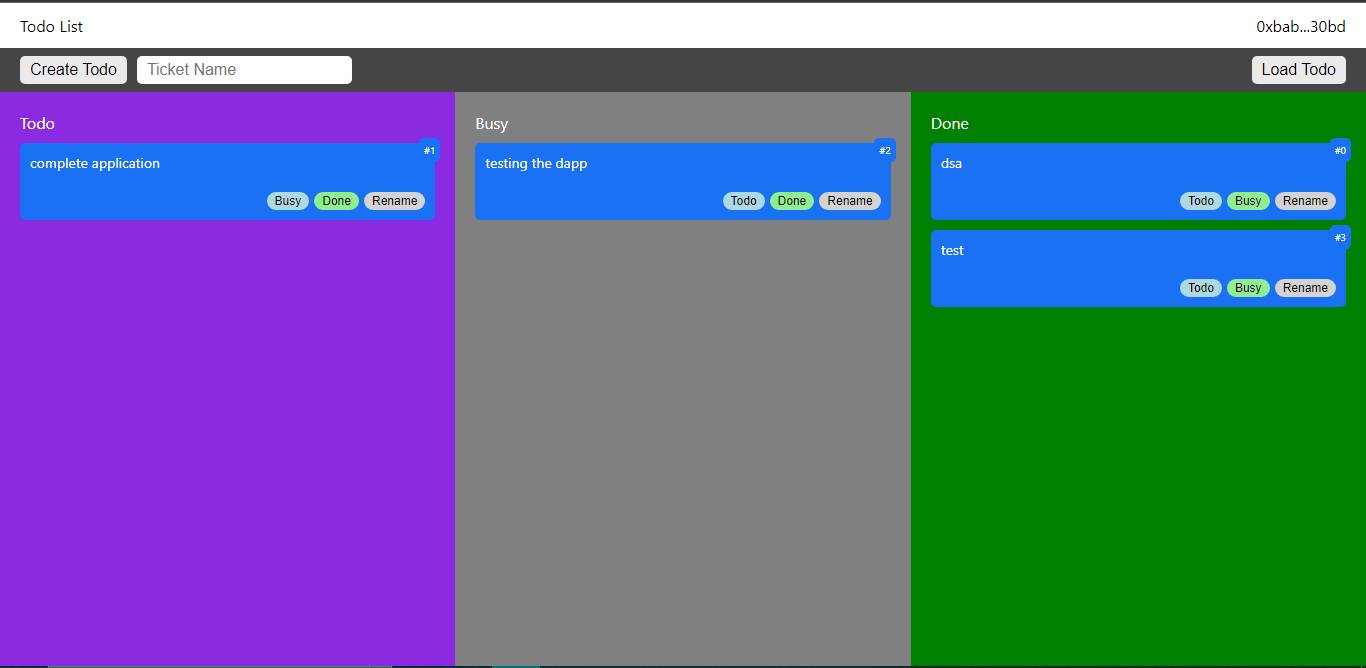 Todo List
0xbab...30bd
Create Todo
Ticket Name
Load Todo
Todo
#1
complete application
Busy Done Rename
Busy
#2
testing the dapp
Todo Done Rename
Done
#0
dsa
Todo Busy Rename
#3
test
Todo Busy Rename